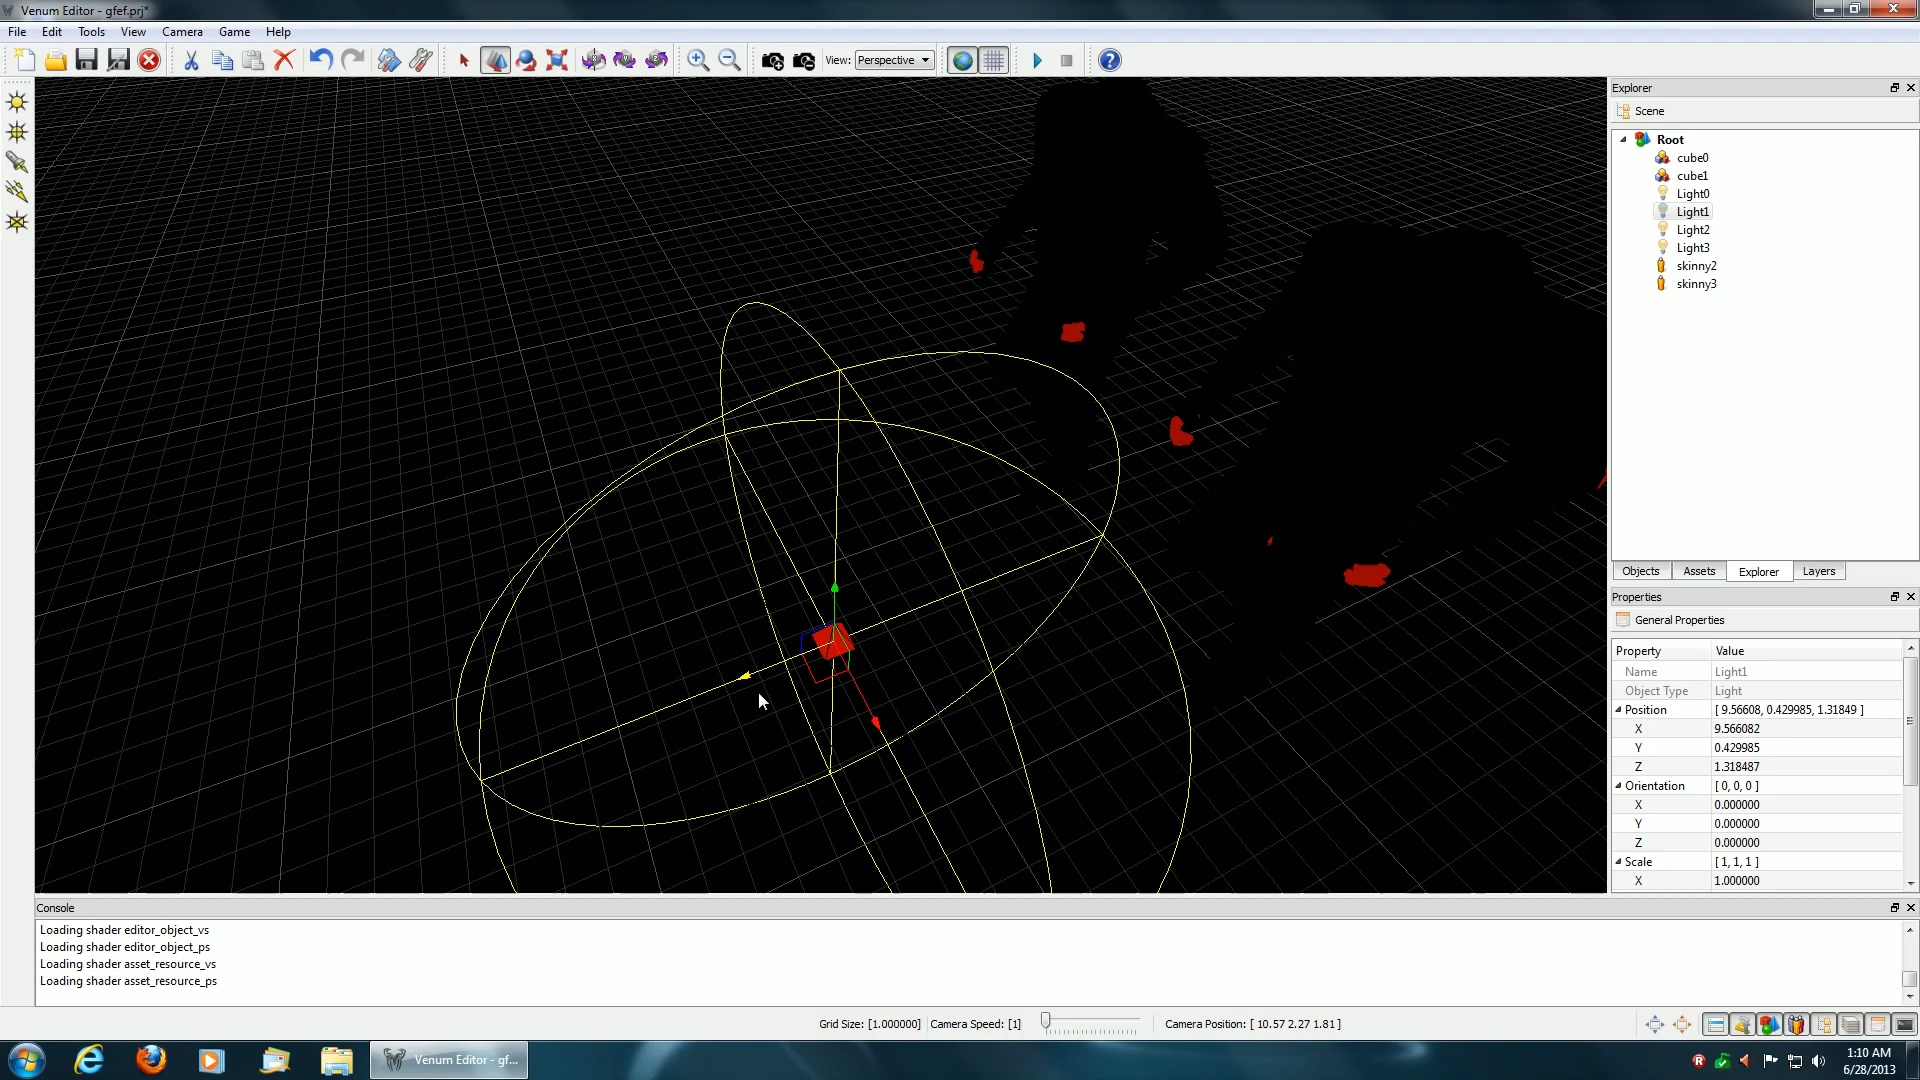 Venum Editor - gfef.prj*
File Edit Tools View Camera Game Help
View: Perspective
Explorer
Scene
Root
cube0
cube1
Light0
Light1
Light2
Light3
skinny2
skinny3
Objects Assets Explorer Layers
Properties
General Properties
Property Value
Name Light1
Object Type Light
Position [ 9.56608, 0.429985, 1.31849 ]
X 9.566082
Y 0.429985
Z 1.318487
Orientation [ 0, 0, 0 ]
X 0.000000
Y 0.000000
Z 0.000000
Scale [ 1, 1, 1 ]
X 1.000000
Console
Loading shader editor_object_vs
Loading shader editor_object_ps
Loading shader asset_resource_vs
Loading shader asset_resource_ps
Grid Size: [1.000000] Camera Speed: [1] Camera Position: [ 10.57 2.27 1.81 ]
Venum Editor - gf...
1:10 AM
6/28/2013